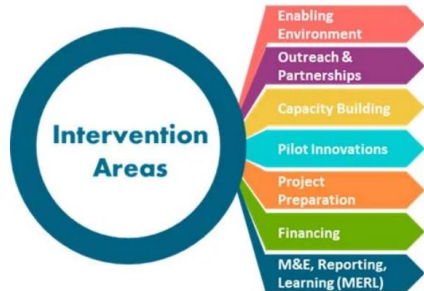 Intervention
Areas
Enabling
Environment
Outreach &
Partnerships
Capacity Building
Pilot Innovations
Project
Preparation
Financing
M&E, Reporting,
Learning (MERL)